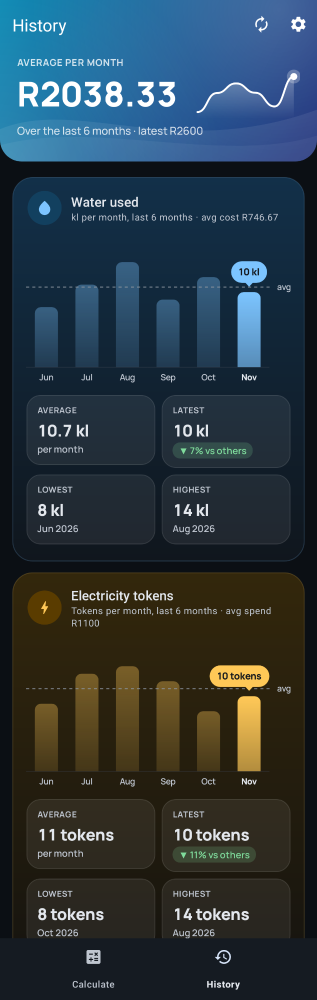 History
AVERAGE PER MONTH
R2038.33
Over the last 6 months · latest R2600
Water used
kl per month, last 6 months · avg cost R746.67
10 kl
avg
Jun Jul Aug Sep Oct Nov
AVERAGE LATEST
10.7 kl 10 kl
per month ▼ 7% vs others
LOWEST HIGHEST
8 kl 14 kl
Jun 2026 Aug 2026
Electricity tokens
Tokens per month, last 6 months · avg spend
R1100
10 tokens
avg
Jun Jul Aug Sep Oct Nov
AVERAGE LATEST
11 tokens 10 tokens
per month ▼ 11% vs others
LOWEST HIGHEST
8 tokens 14 tokens
Oct 2026 Aug 2026
Calculate History